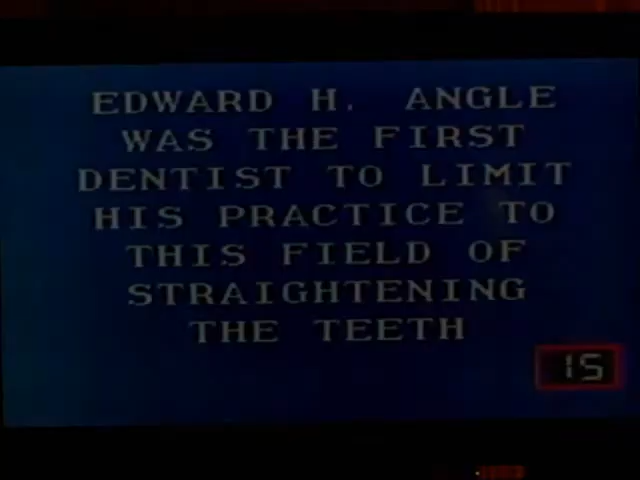 EDWARD H. ANGLE
WAS THE FIRST
DENTIST TO LIMIT
HIS PRACTICE TO
THIS FIELD OF
STRAIGHTENING
THE TEETH
15